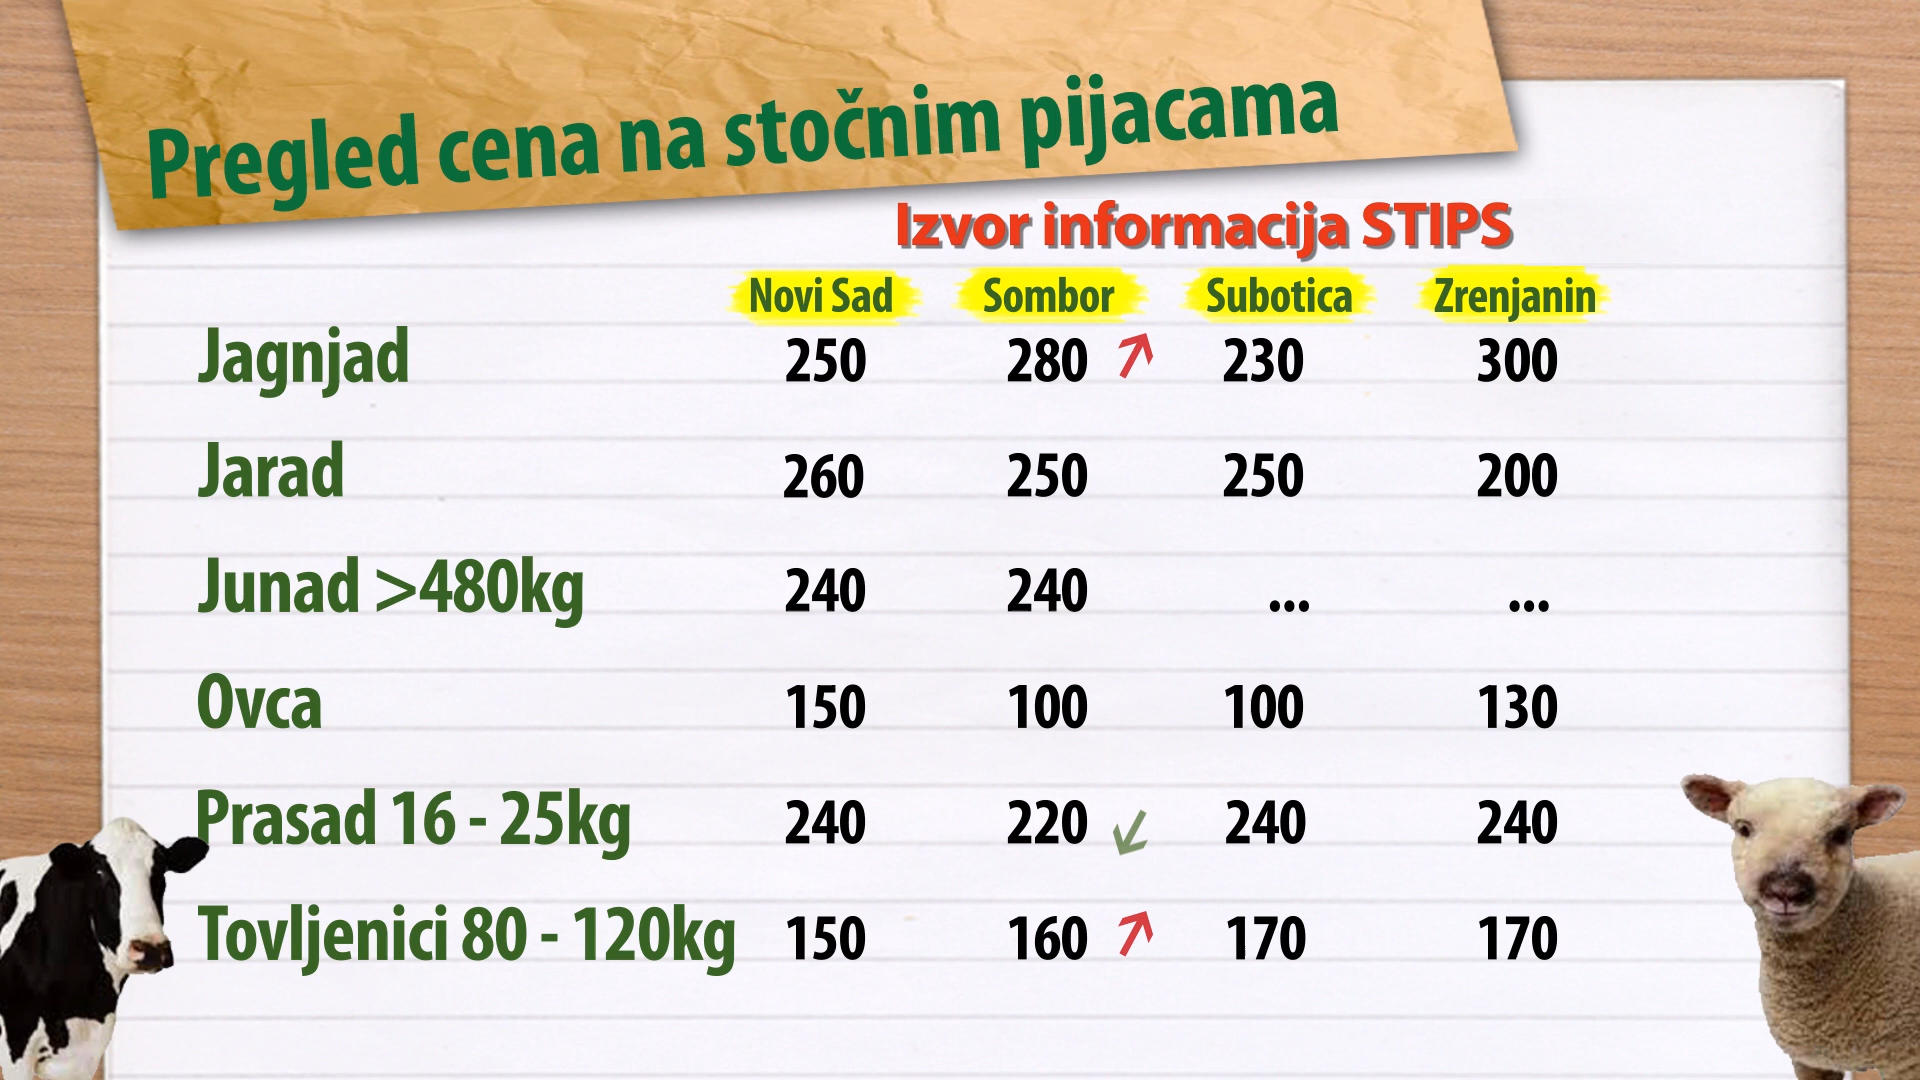 Pregled cena na stočnim pijacama
Izvor informacija STIPS
Novi Sad Sombor Subotica Zrenjanin
Jagnjad 250 280 230 300
Jarad 260 250 250 200
Junad >480kg 240 240 ... ...
Ovca 150 100 100 130
Prasad 16 - 25kg 240 220 240 240
Tovljenici 80 - 120kg 150 160 170 170